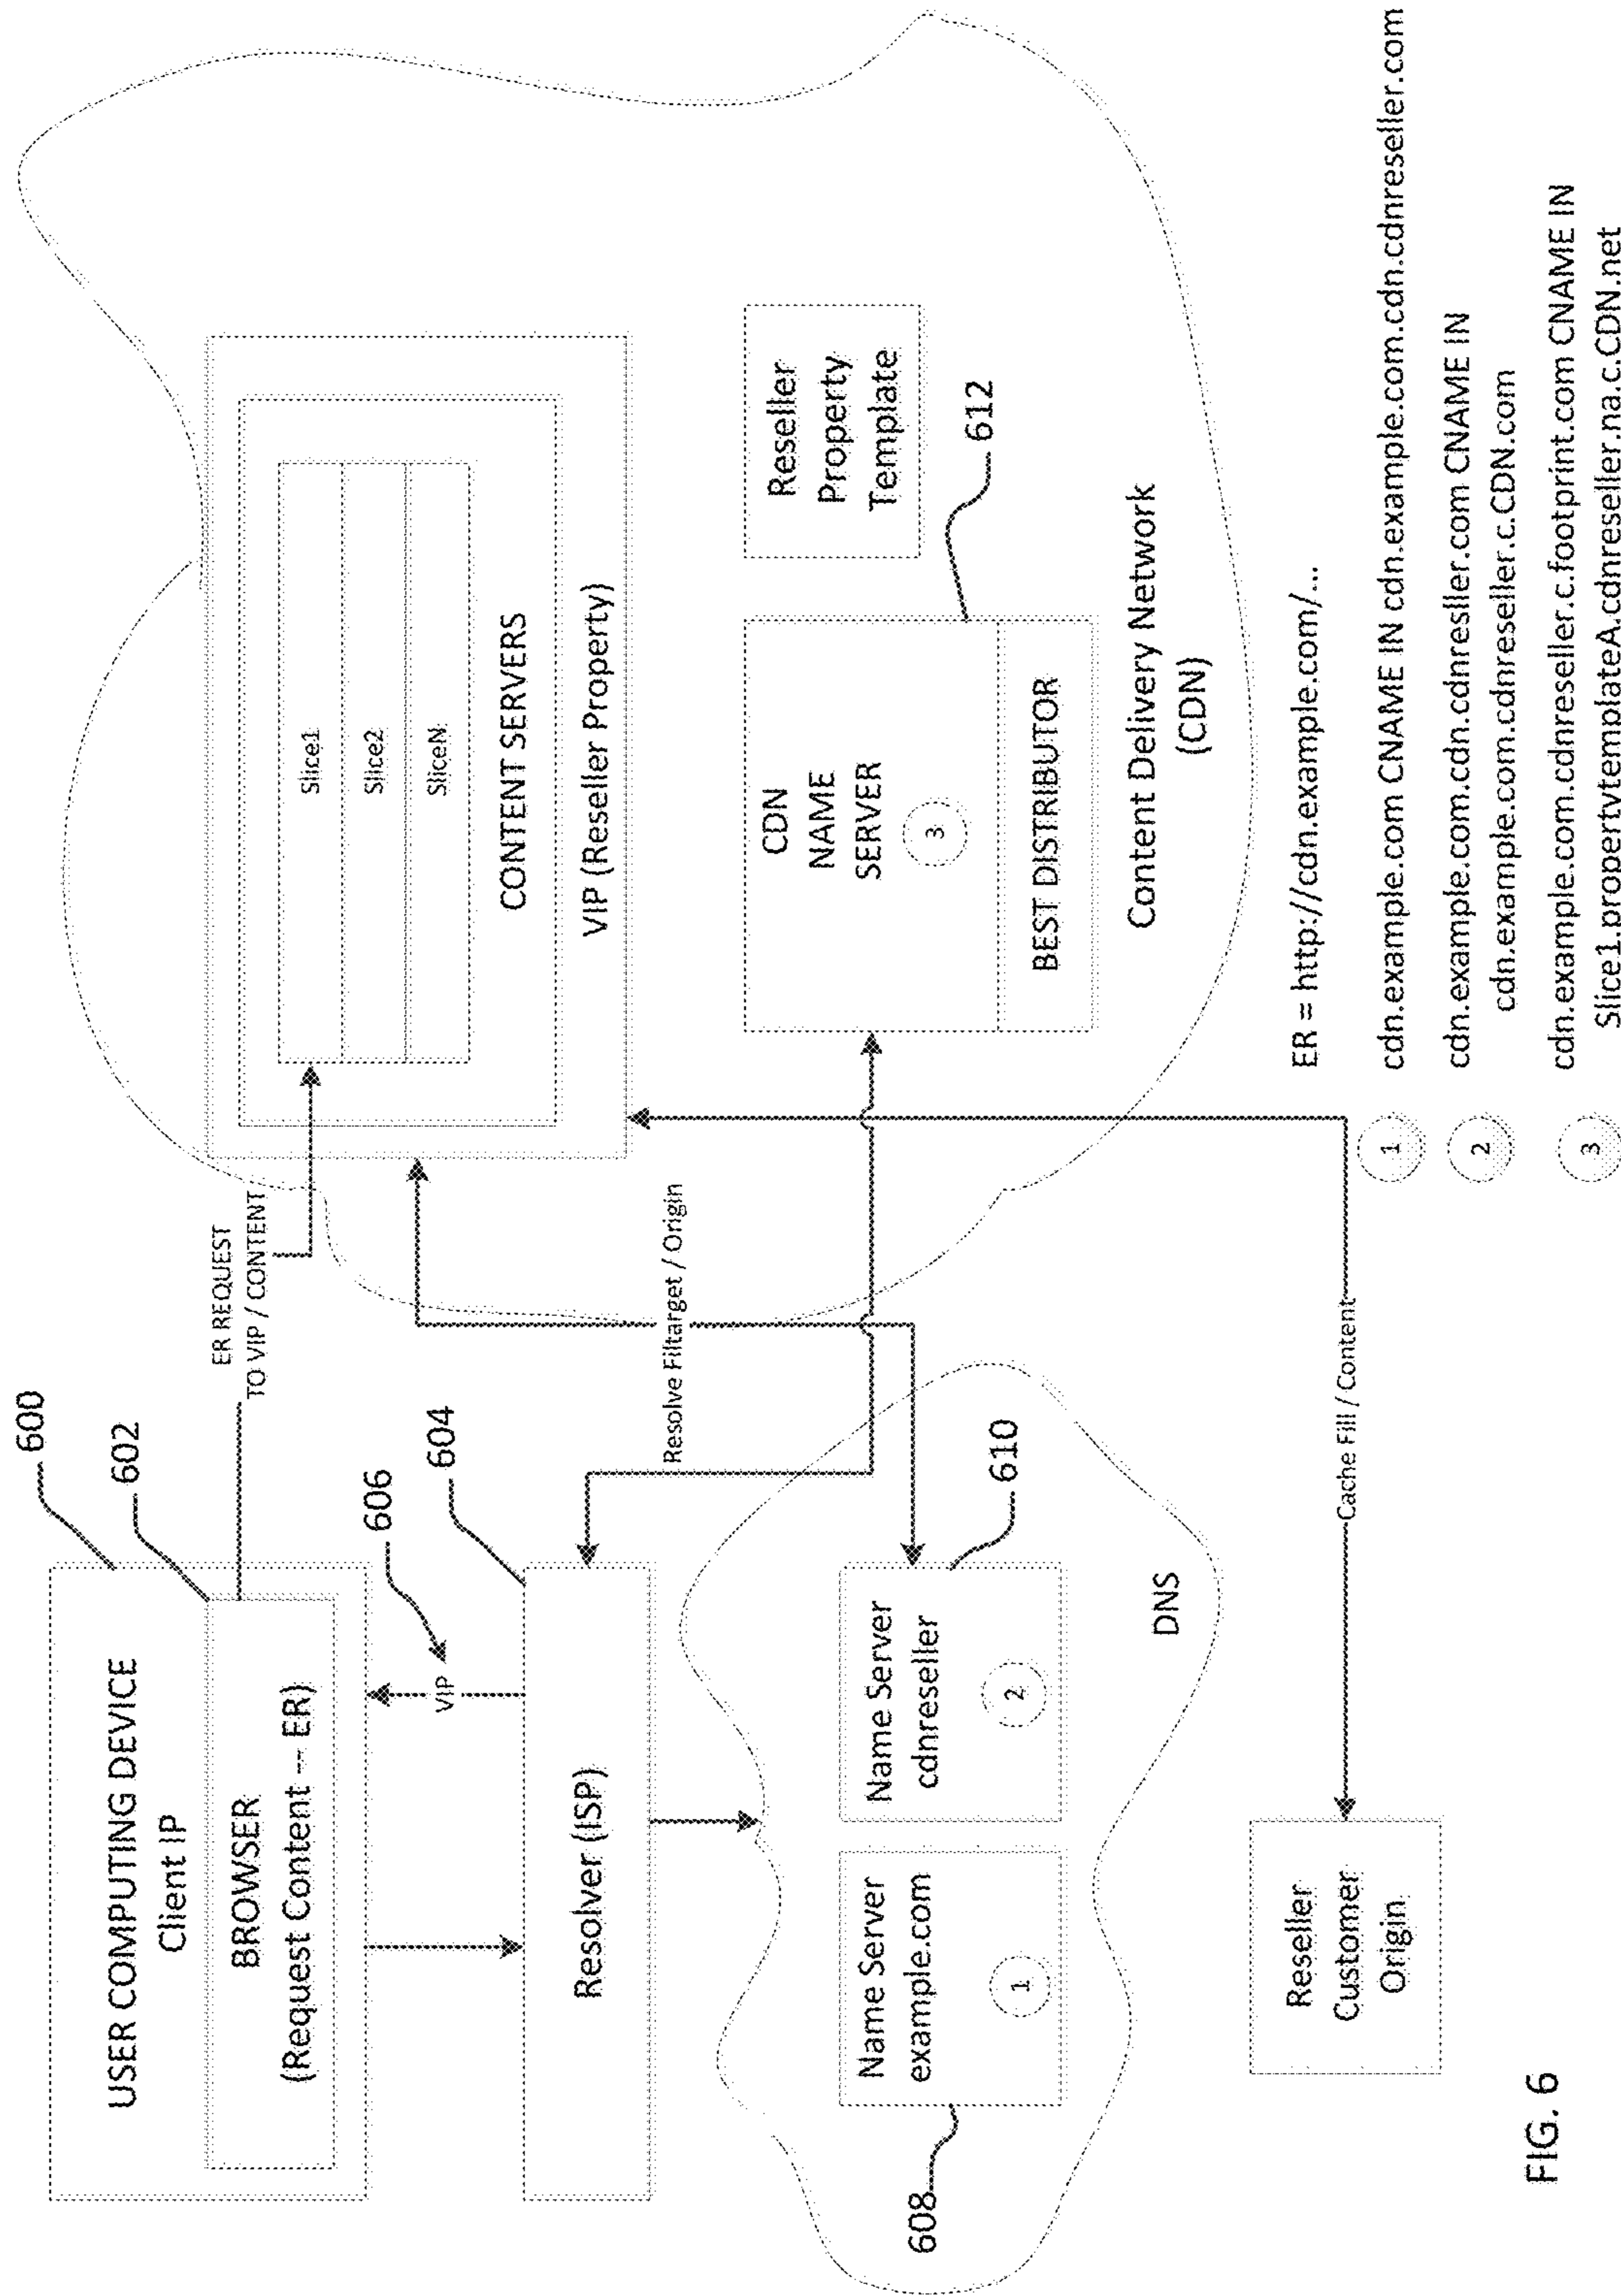 600
USER COMPUTING DEVICE
Client IP
602
BROWSER
(Request Content -- ER)
ER REQUEST
TO VIP / CONTENT
606
VIP
604
Resolver (ISP)
Resolve Filtarget / Origin
Name Server
example.com
1
608
Name Server
cdnreseller
2
610
DNS
Reseller
Customer
Origin
Cache Fill / Content
Slice1
Slice2
SliceN
CONTENT SERVERS
VIP (Reseller Property)
CDN
NAME
SERVER
3
BEST DISTRIBUTOR
612
Reseller
Property
Template
Content Delivery Network
(CDN)
ER = http://cdn.example.com/...
1 cdn.example.com CNAME IN cdn.example.com.cdn.cdnreseller.com
2 cdn.example.com.cdn.cdnresller.com CNAME IN
cdn.example.com.cdnreseller.c.CDN.com
3 cdn.example.com.cdnreseller.c.footprint.com CNAME IN
Slice1.propertytemplateA.cdnreseller.na.c.CDN.net
FIG. 6